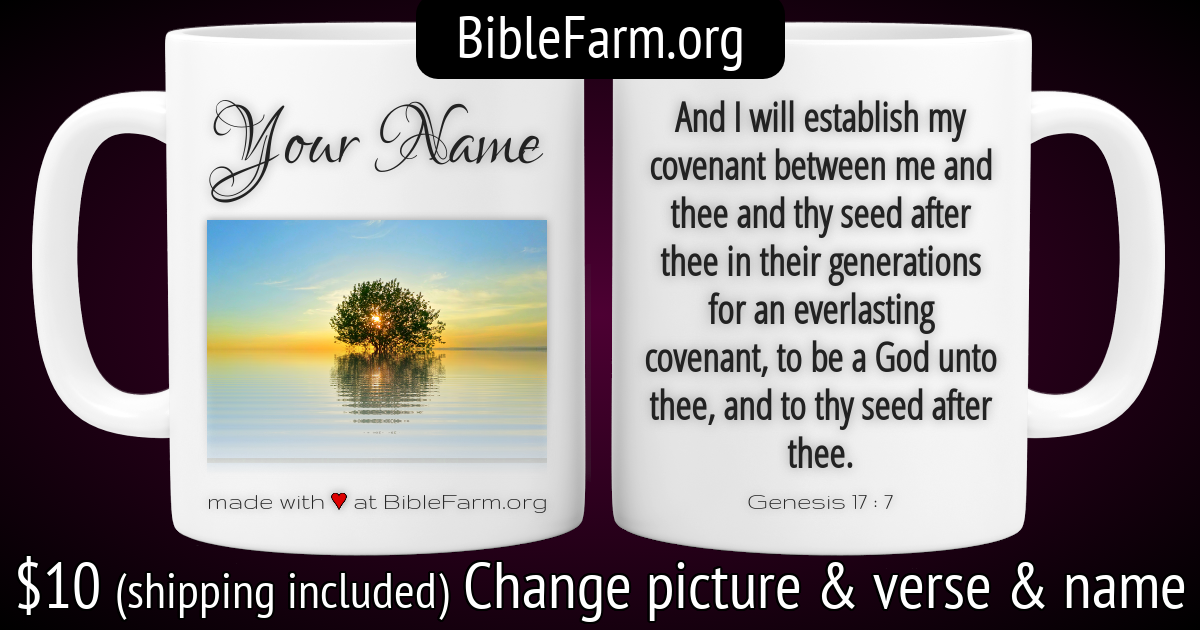 BibleFarm.org
Your Name
made with ♥ at BibleFarm.org
And I will establish my
covenant between me and
thee and thy seed after
thee in their generations
for an everlasting
covenant, to be a God unto
thee, and to thy seed after
thee.
Genesis 17 : 7
$10 (shipping included) Change picture & verse & name